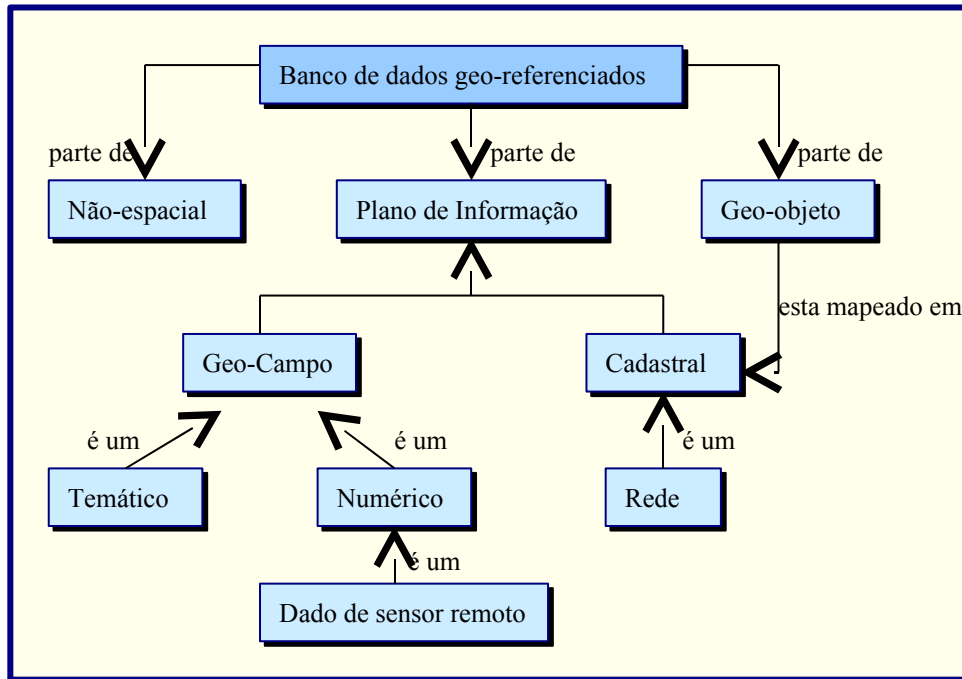 Banco de dados geo-referenciados
parte de
parte de
parte de
Não-espacial
Plano de Informação
Geo-objeto
esta mapeado em
Geo-Campo
Cadastral
é um
é um
é um
Temático
Numérico
Rede
é um
Dado de sensor remoto